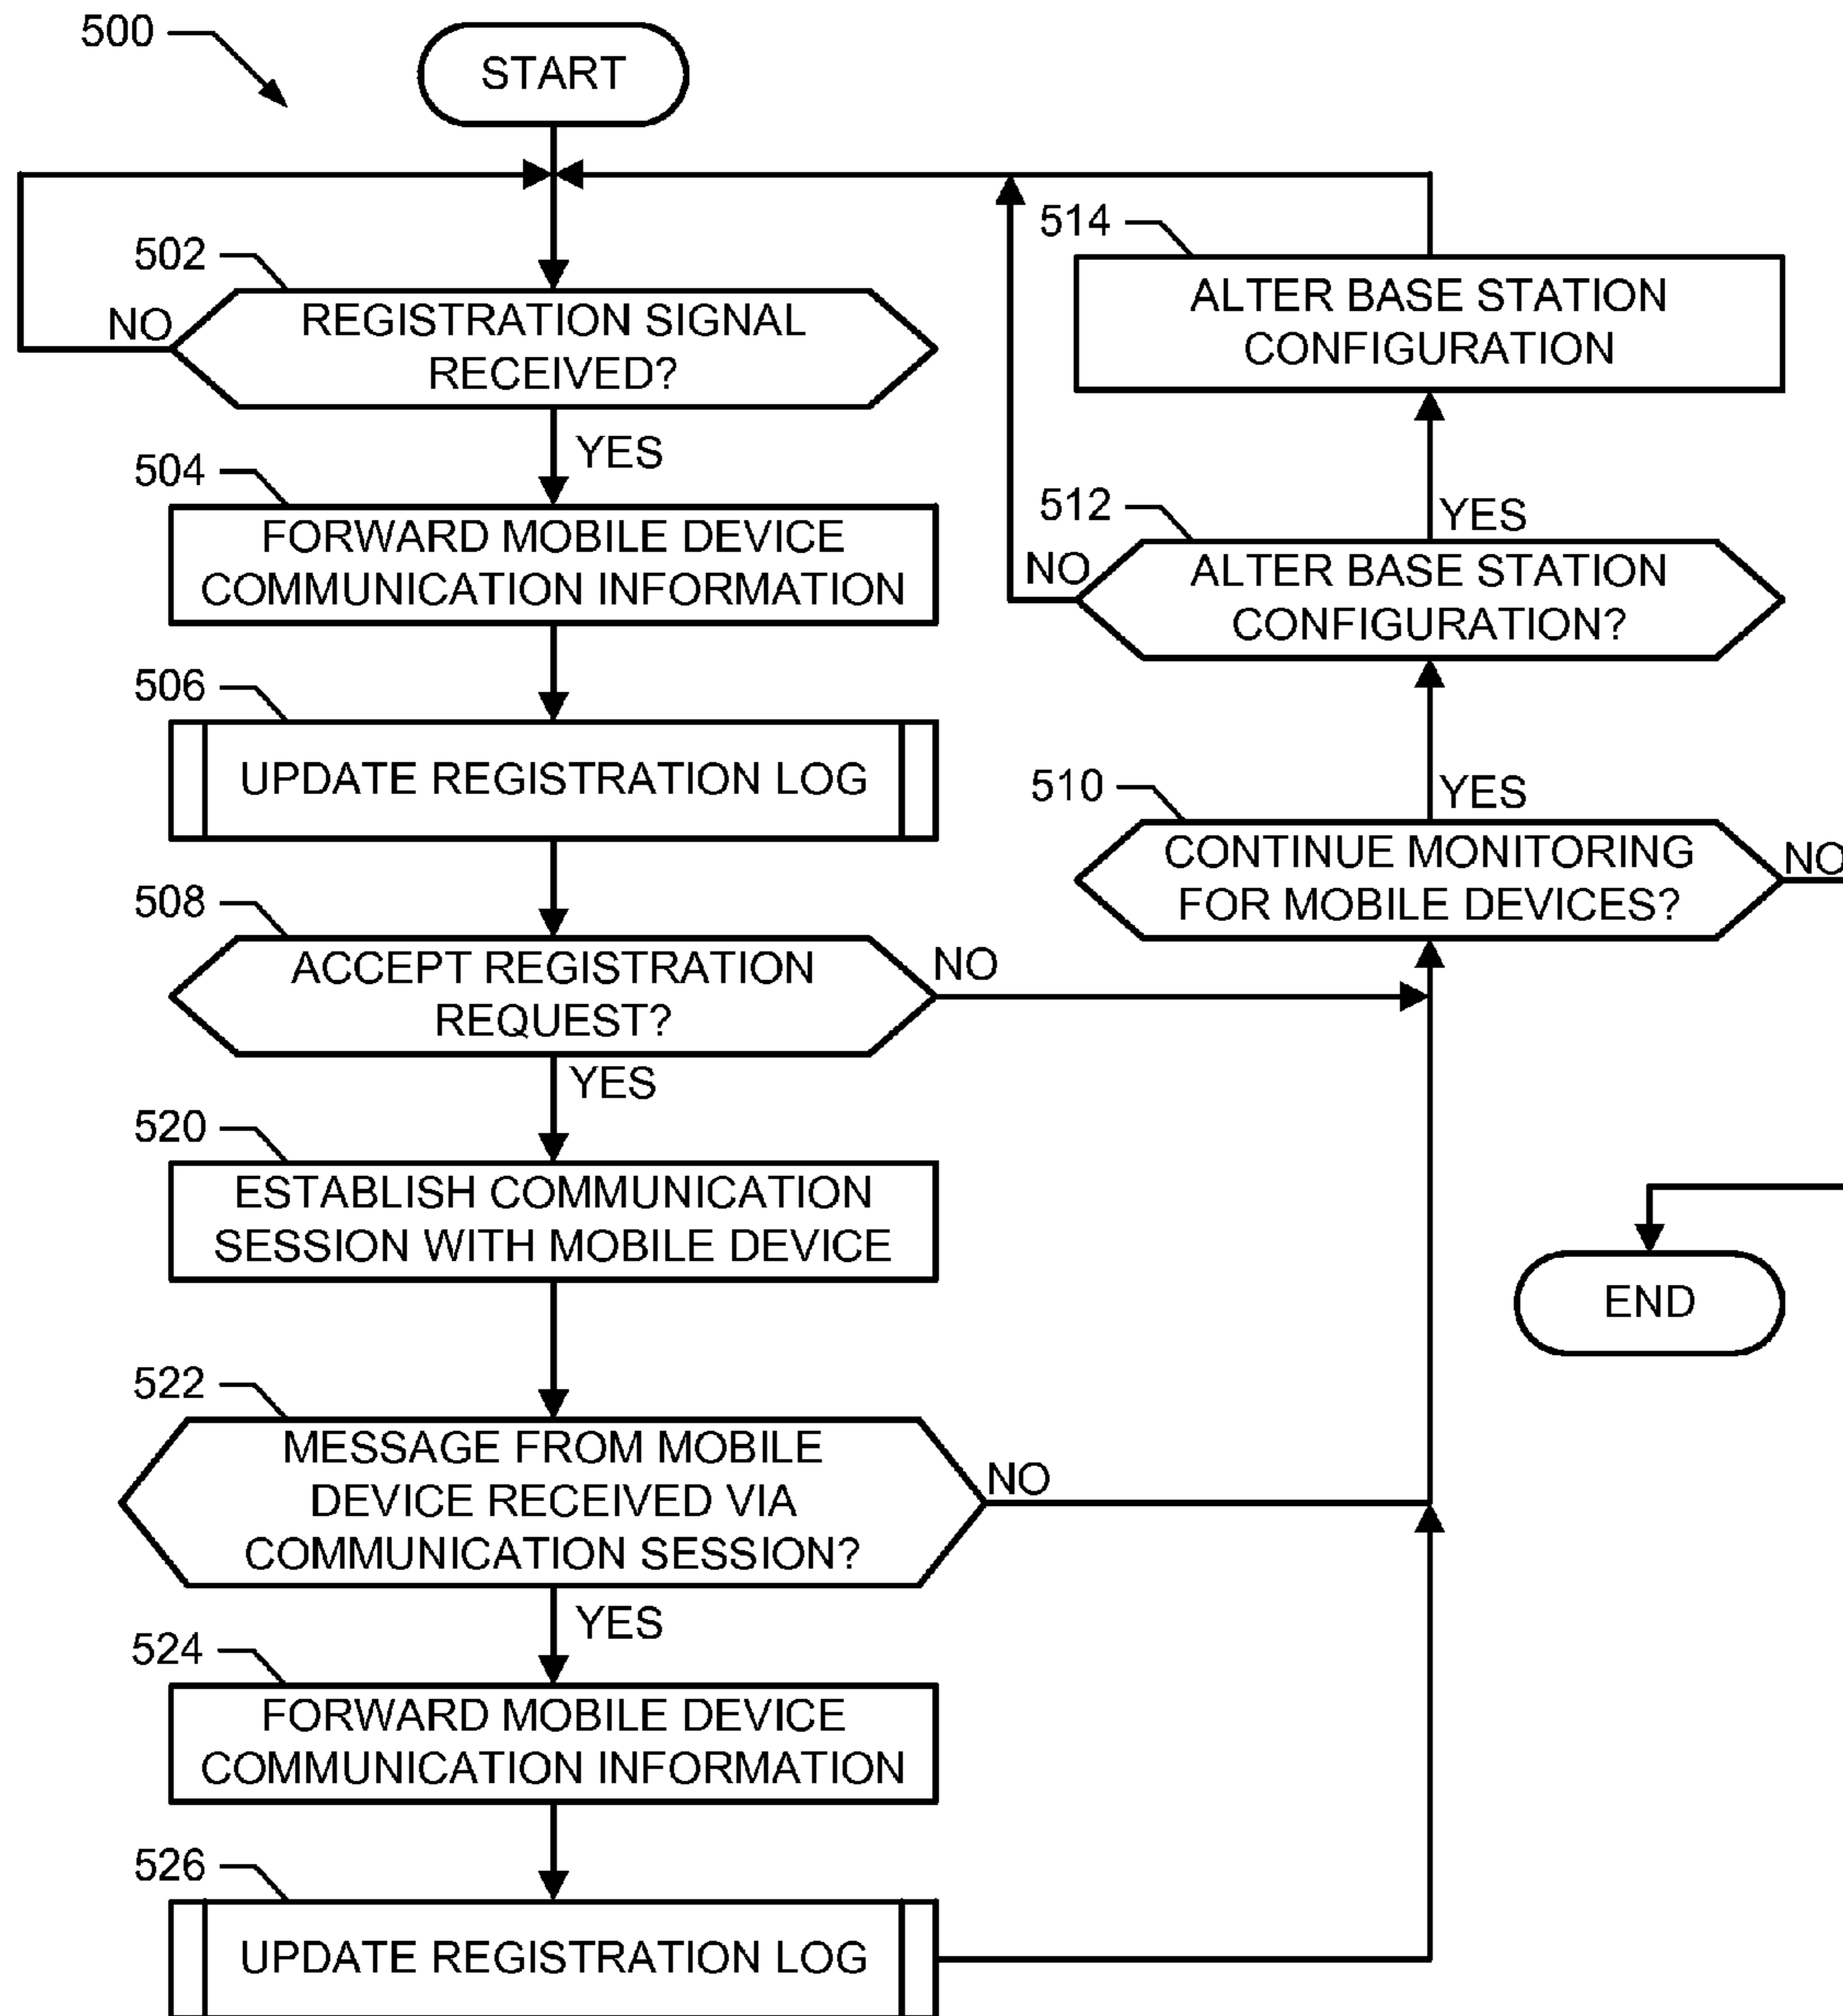 500
START
502
NO
REGISTRATION SIGNAL
RECEIVED?
YES
504
FORWARD MOBILE DEVICE
COMMUNICATION INFORMATION
506
UPDATE REGISTRATION LOG
508
ACCEPT REGISTRATION
REQUEST?
NO
YES
520
ESTABLISH COMMUNICATION
SESSION WITH MOBILE DEVICE
522
MESSAGE FROM MOBILE
DEVICE RECEIVED VIA
COMMUNICATION SESSION?
NO
YES
524
FORWARD MOBILE DEVICE
COMMUNICATION INFORMATION
526
UPDATE REGISTRATION LOG
514
ALTER BASE STATION
CONFIGURATION
YES
512
NO
ALTER BASE STATION
CONFIGURATION?
YES
510
CONTINUE MONITORING
FOR MOBILE DEVICES?
NO
END